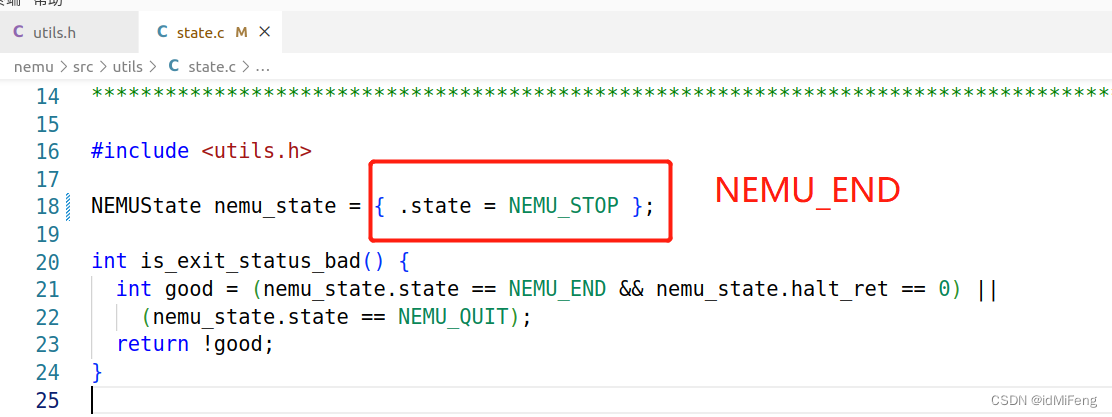 帮助
utils.h
state.c M
nemu > src > utils > state.c > ...
14 ***********************************************************************************
15
16 #include <utils.h>
17
18 NEMUState nemu_state = { .state = NEMU_STOP };
NEMU_END
19
20 int is_exit_status_bad() {
21 int good = (nemu_state.state == NEMU_END && nemu_state.halt_ret == 0) ||
22 (nemu_state.state == NEMU_QUIT);
23 return !good;
24 }
25
CSDN @idMiFeng